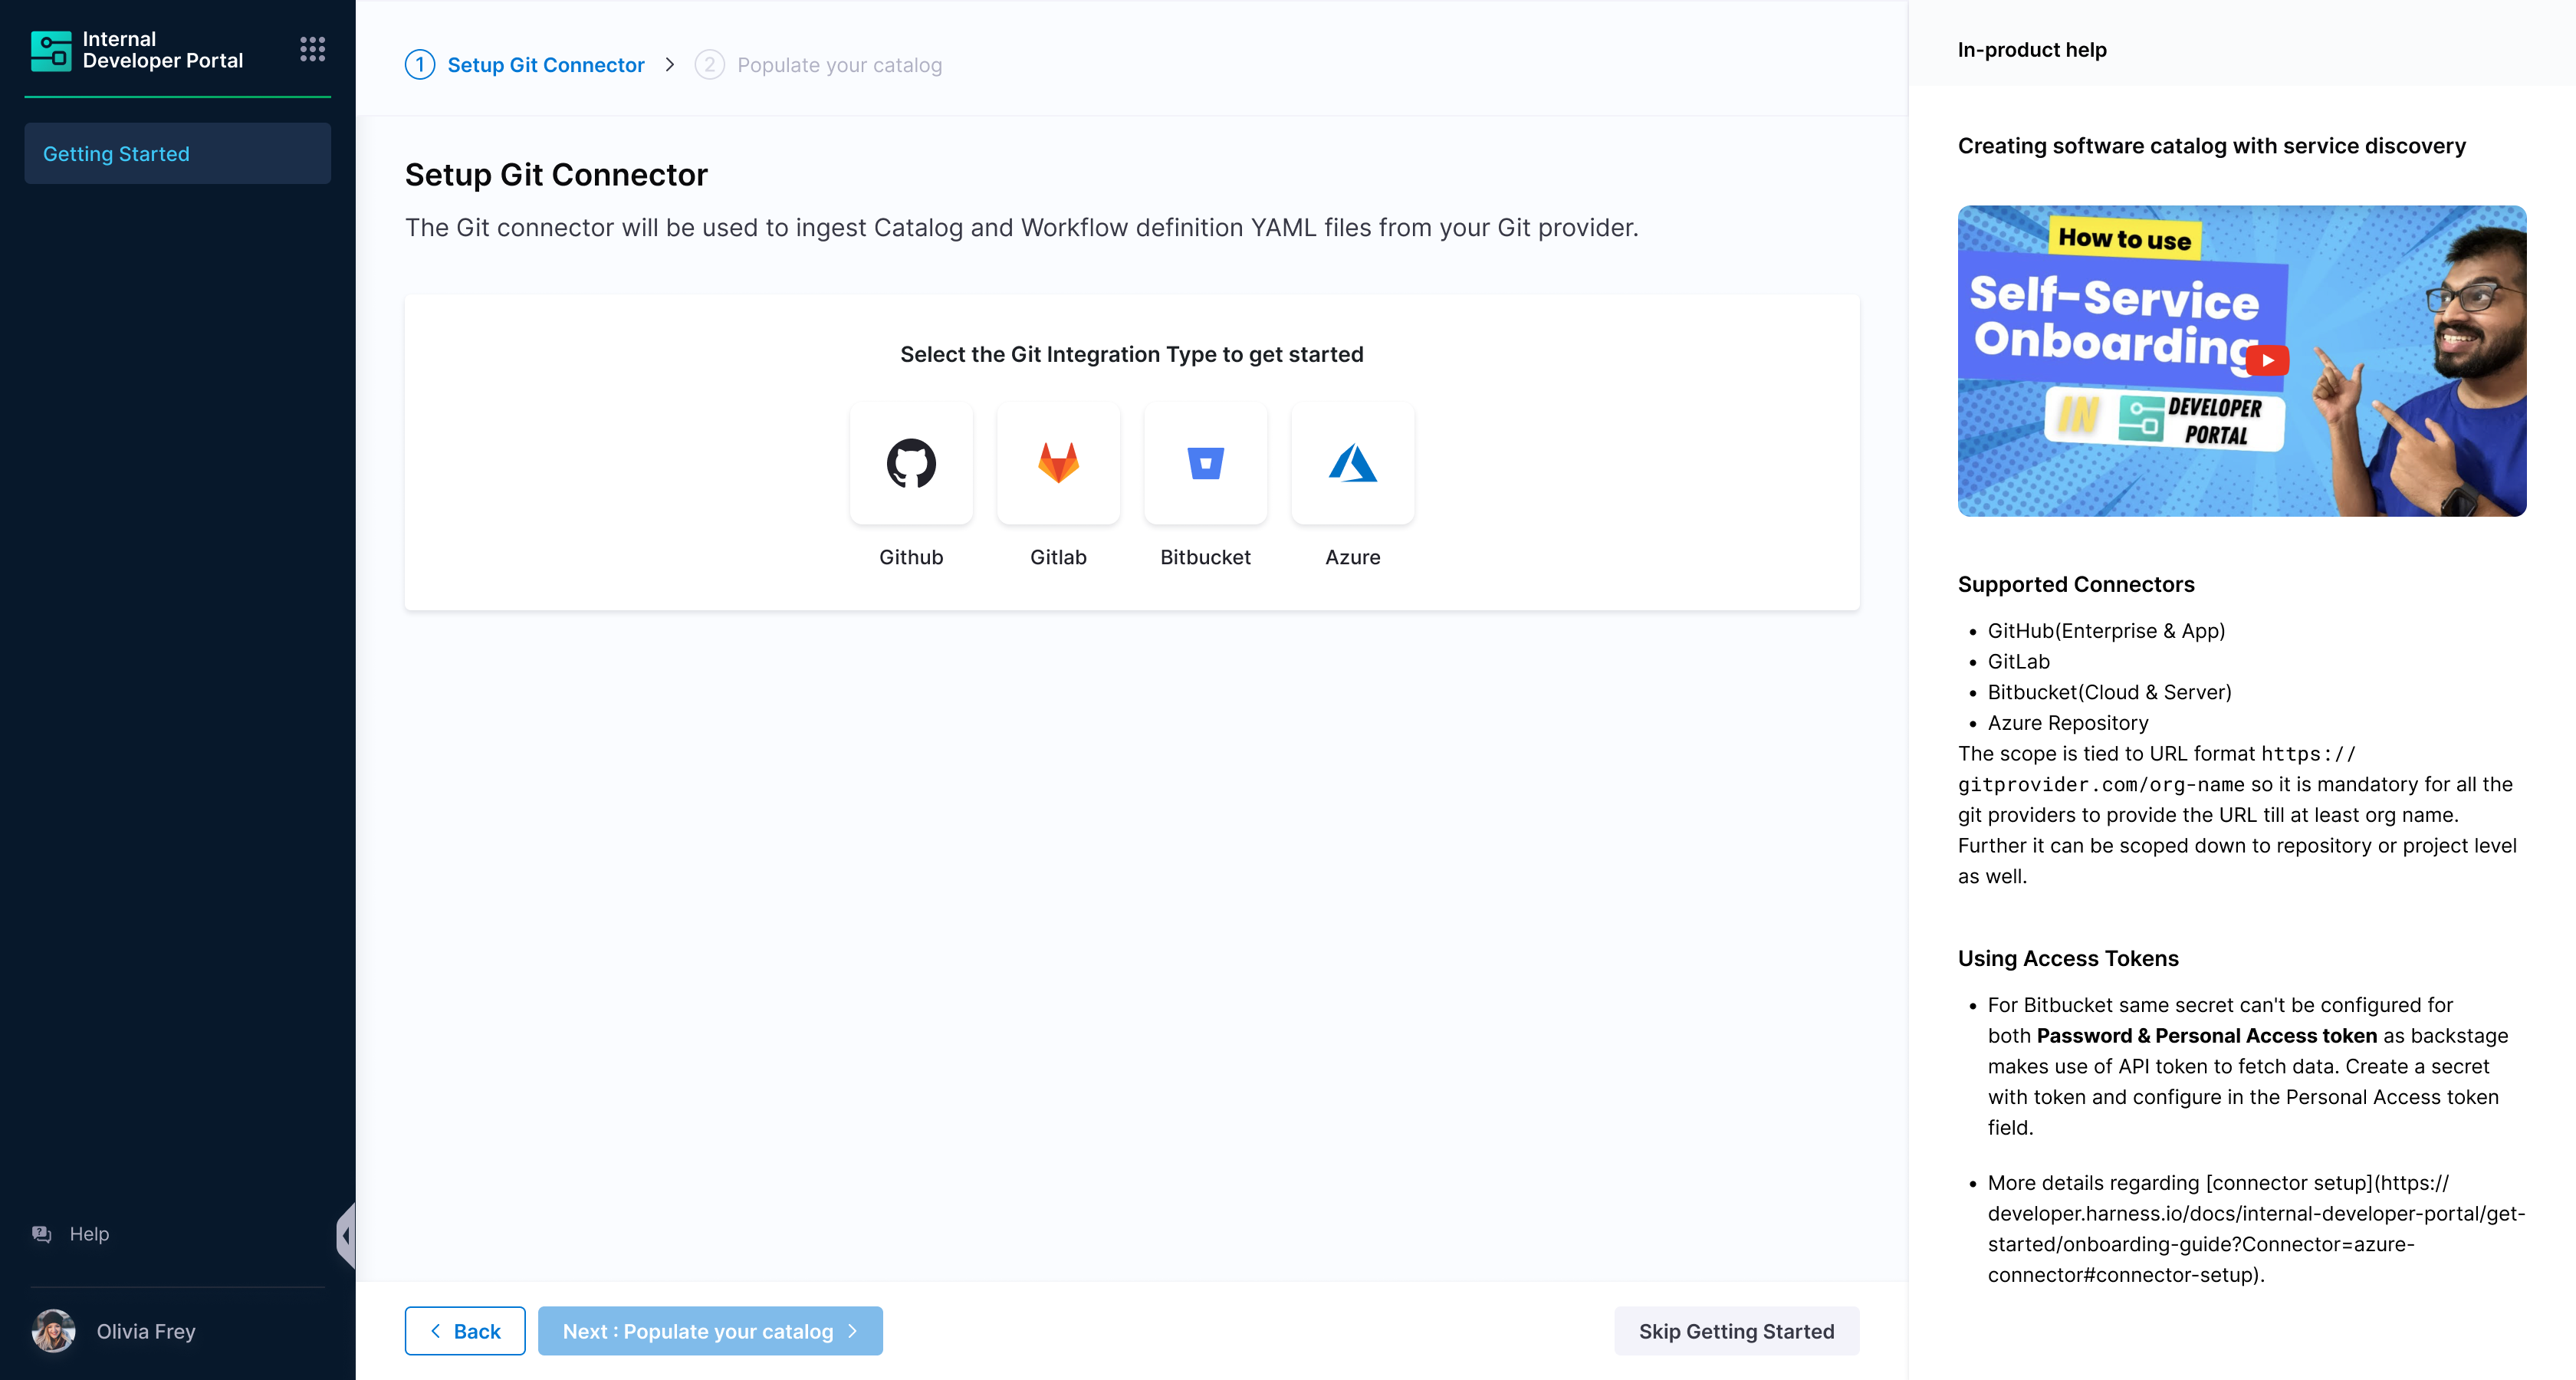 Internal
Developer Portal
Getting Started
Help
Olivia Frey
1 Setup Git Connector > 2 Populate your catalog
Setup Git Connector
The Git connector will be used to ingest Catalog and Workflow definition YAML files from your Git provider.
Select the Git Integration Type to get started
Github Gitlab Bitbucket Azure
Back
Next : Populate your catalog
Skip Getting Started
In-product help
Creating software catalog with service discovery
How to use
Self-Service
Onboarding
IN DEVELOPER
PORTAL
Supported Connectors
• GitHub(Enterprise & App)
• GitLab
• Bitbucket(Cloud & Server)
• Azure Repository
The scope is tied to URL format https://
gitprovider.com/org-name so it is mandatory for all the
git providers to provide the URL till at least org name.
Further it can be scoped down to repository or project level
as well.
Using Access Tokens
• For Bitbucket same secret can't be configured for
both Password & Personal Access token as backstage
makes use of API token to fetch data. Create a secret
with token and configure in the Personal Access token
field.
• More details regarding [connector setup](https://
developer.harness.io/docs/internal-developer-portal/get-
started/onboarding-guide?Connector=azure-
connector#connector-setup).